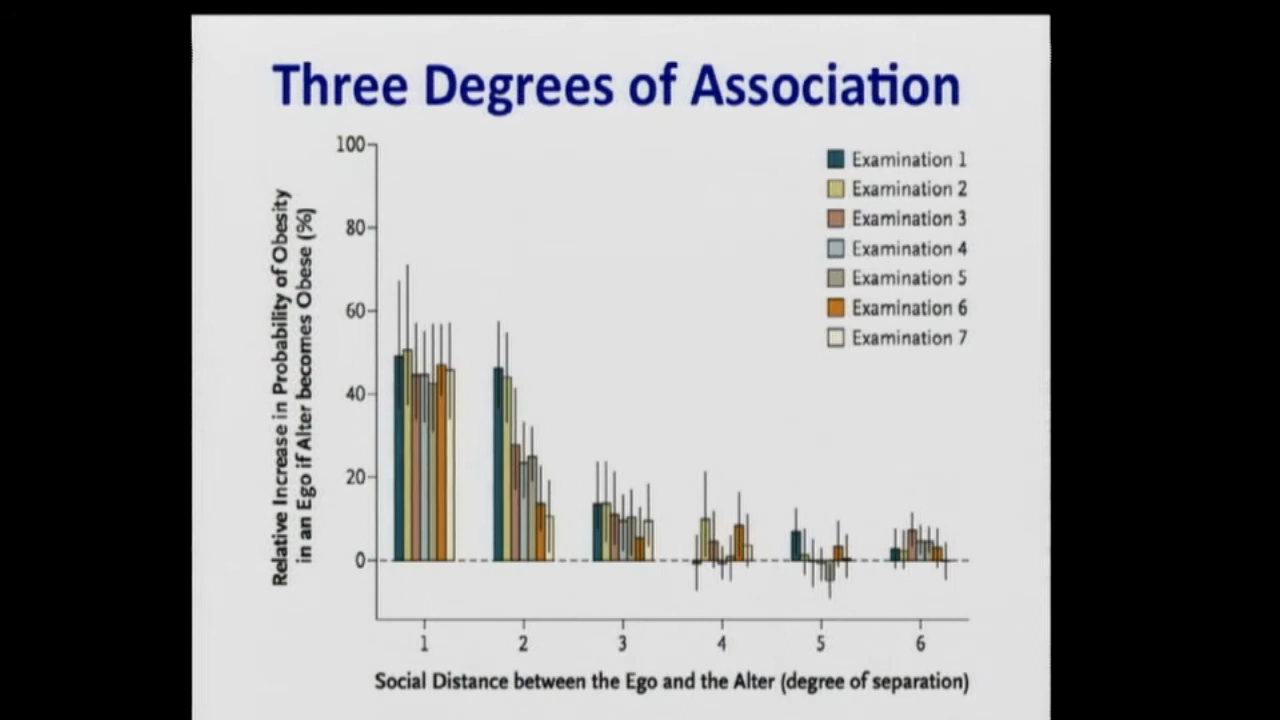 Three Degrees of Association
100
80
60
40
20
0
Relative Increase in Probability of Obesity
in an Ego if Alter becomes Obese (%)
Examination 1
Examination 2
Examination 3
Examination 4
Examination 5
Examination 6
Examination 7
1 2 3 4 5 6
Social Distance between the Ego and the Alter (degree of separation)